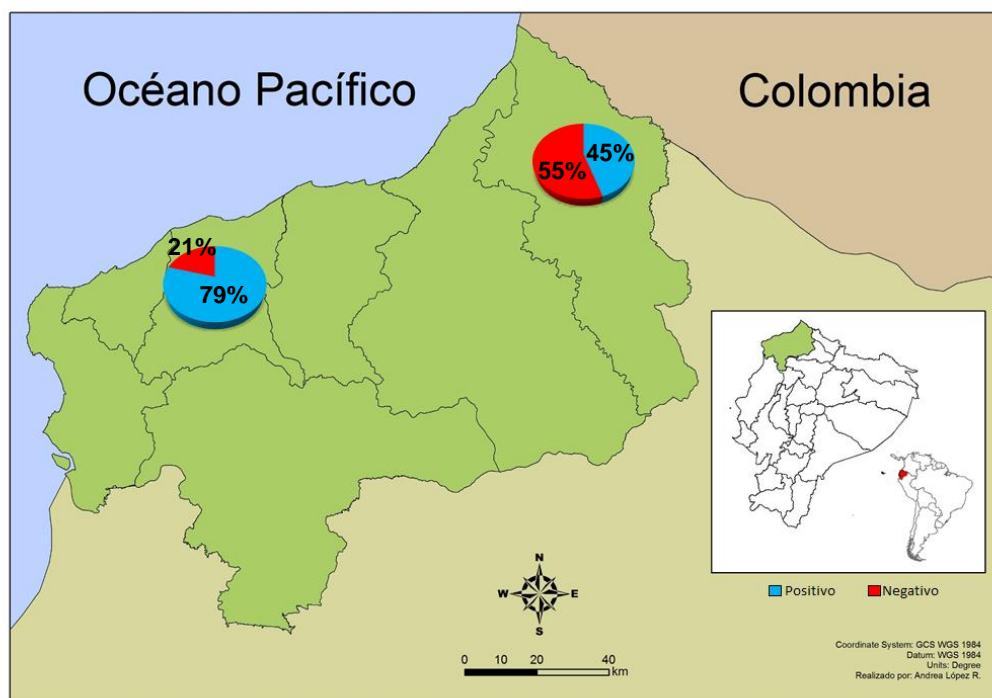 Océano Pacífico
Colombia
55%
45%
21%
79%
N
W
E
S
0
10
20
40
km
Positivo
Negativo
Coordinate System: GCS WGS 1984
Datum: WGS 1984
Units: Degree
Realizado por: Andrea López R.